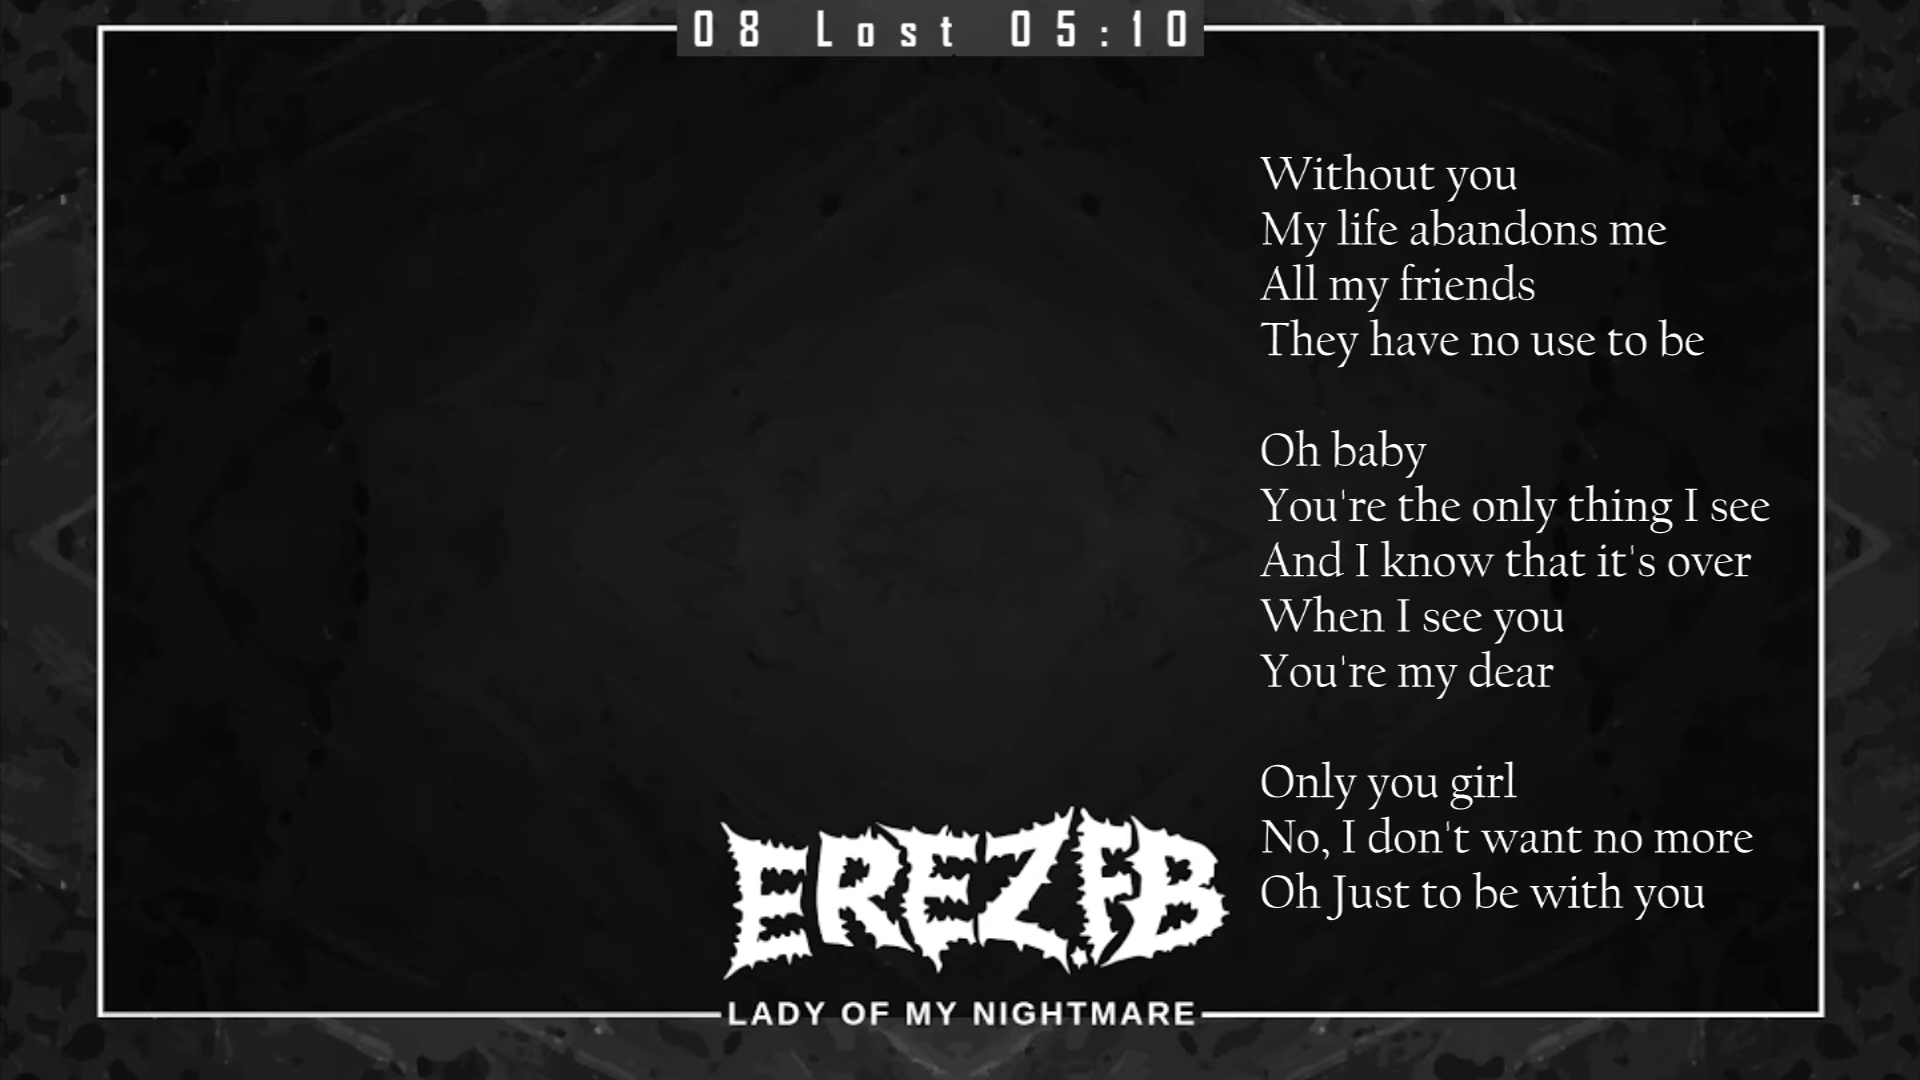 08 Lost 05:10
Without you
My life abandons me
All my friends
They have no use to be
Oh baby
You're the only thing I see
And I know that it's over
When I see you
You're my dear
Only you girl
No, I don't want no more
Oh Just to be with you
EREZ.FB
LADY OF MY NIGHTMARE